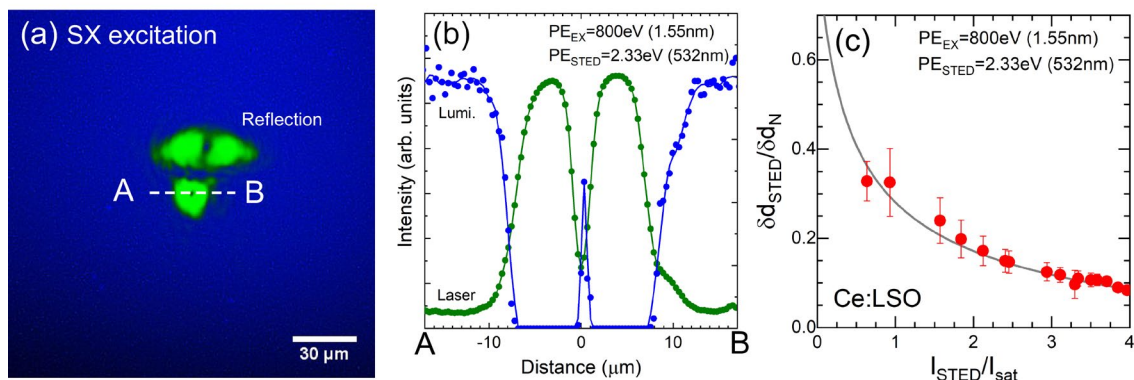 (a) SX excitation
Reflection
A
B
30 µm
(b)
PE_EX=800eV (1.55nm)
PE_STED=2.33eV (532nm)
Lumi.
Laser
Intensity (arb. units)
A
-10
0
10
B
Distance (µm)
(c)
PE_EX=800eV (1.55nm)
PE_STED=2.33eV (532nm)
δd_STED/δd_N
0.6
0.4
0.2
0.0
Ce:LSO
0
1
2
3
4
I_STED/I_sat